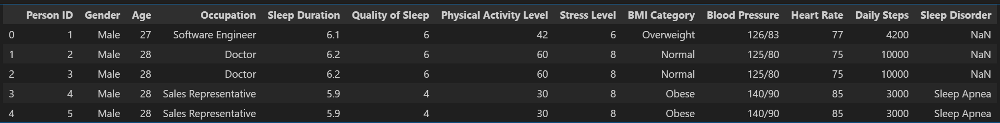 Person ID Gender Age Occupation Sleep Duration Quality of Sleep Physical Activity Level Stress Level BMI Category Blood Pressure Heart Rate Daily Steps Sleep Disorder
0 1 Male 27 Software Engineer 6.1 6 42 6 Overweight 126/83 77 4200 NaN
1 2 Male 28 Doctor 6.2 6 60 8 Normal 125/80 75 10000 NaN
2 3 Male 28 Doctor 6.2 6 60 8 Normal 125/80 75 10000 NaN
3 4 Male 28 Sales Representative 5.9 4 30 8 Obese 140/90 85 3000 Sleep Apnea
4 5 Male 28 Sales Representative 5.9 4 30 8 Obese 140/90 85 3000 Sleep Apnea